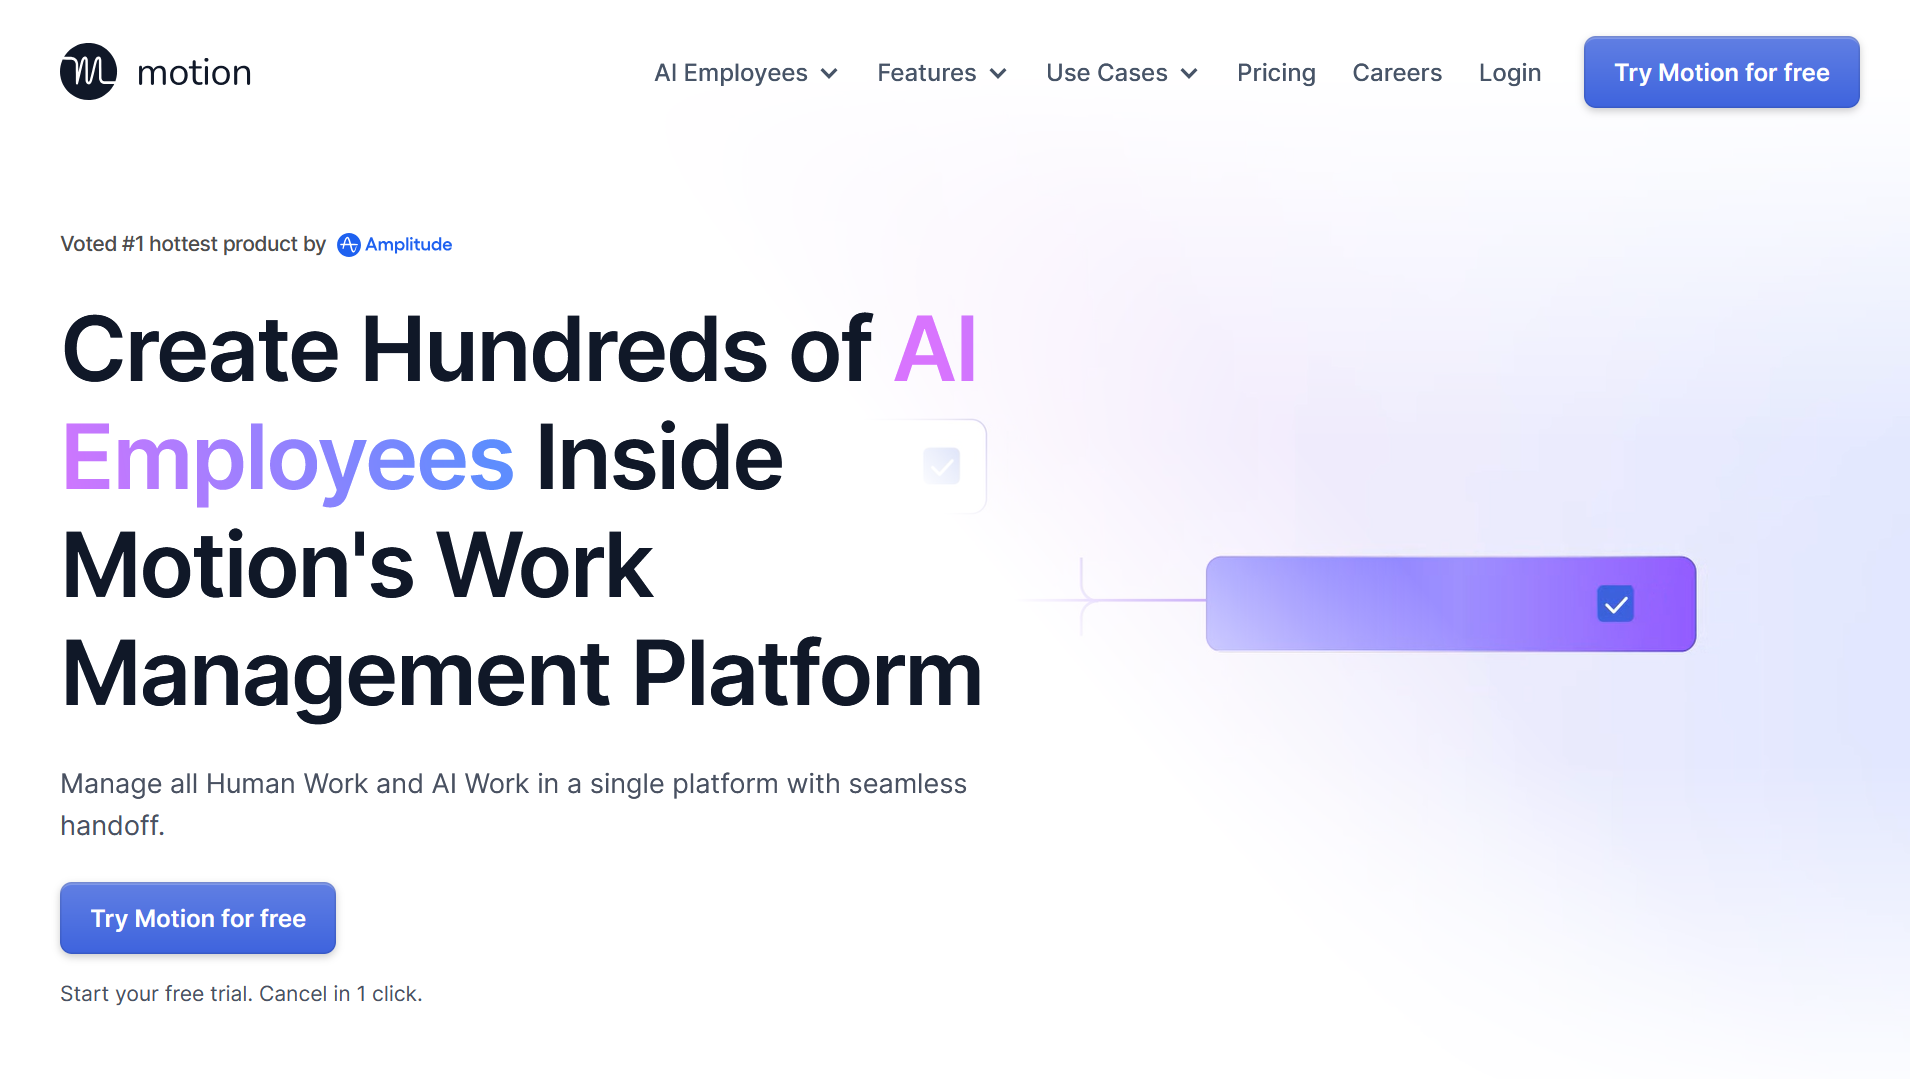 motion
AI Employees
Features
Use Cases
Pricing
Careers
Login
Try Motion for free
Voted #1 hottest product by Amplitude
Create Hundreds of AI
Employees Inside
Motion's Work
Management Platform
Manage all Human Work and AI Work in a single platform with seamless
handoff.
Try Motion for free
Start your free trial. Cancel in 1 click.